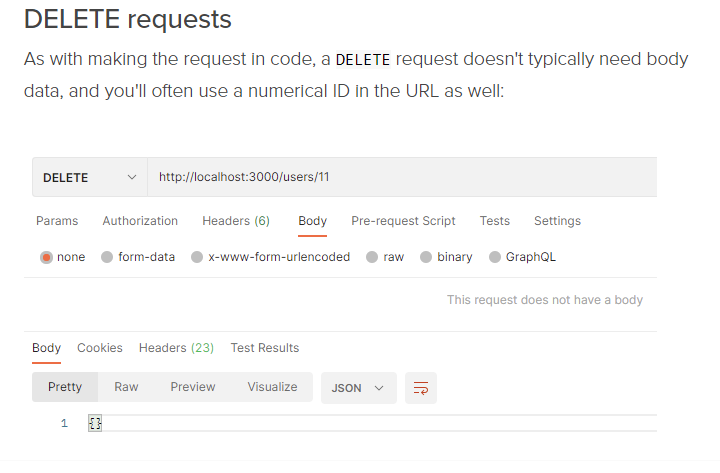 DELETE requests
As with making the request in code, a DELETE request doesn't typically need body
data, and you'll often use a numerical ID in the URL as well:
DELETE http://localhost:3000/users/11
Params Authorization Headers (6) Body Pre-request Script Tests Settings
none form-data x-www-form-urlencoded raw binary GraphQL
This request does not have a body
Body Cookies Headers (23) Test Results
Pretty Raw Preview Visualize JSON
1 {}